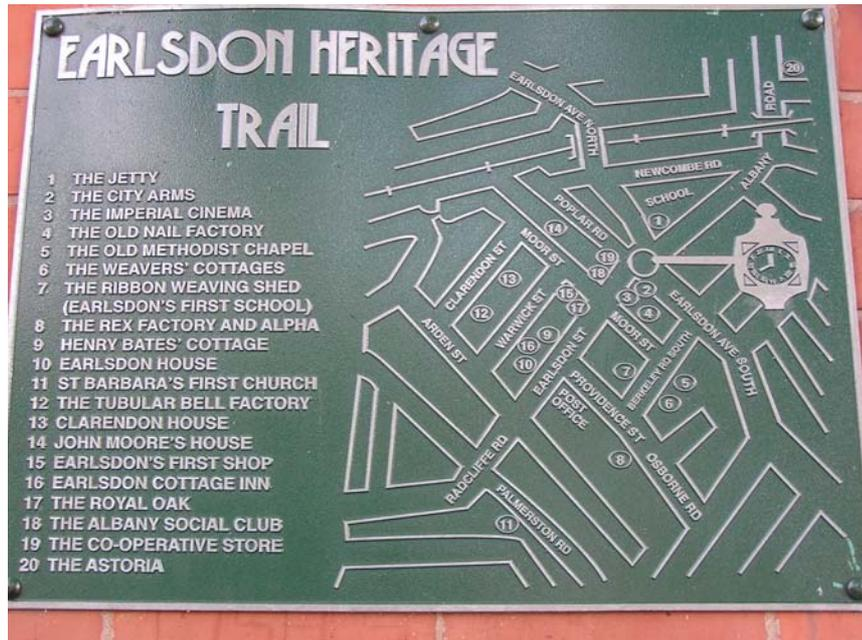 EARLSDON HERITAGE
TRAIL
1 THE JETTY
2 THE CITY ARMS
3 THE IMPERIAL CINEMA
4 THE OLD NAIL FACTORY
5 THE OLD METHODIST CHAPEL
6 THE WEAVERS' COTTAGES
7 THE RIBBON WEAVING SHED
(EARLSDON'S FIRST SCHOOL)
8 THE REX FACTORY AND ALPHA
9 HENRY BATES' COTTAGE
10 EARLSDON HOUSE
11 ST BARBARA'S FIRST CHURCH
12 THE TUBULAR BELL FACTORY
13 CLARENDON HOUSE
14 JOHN MOORE'S HOUSE
15 EARLSDON'S FIRST SHOP
16 EARLSDON COTTAGE INN
17 THE ROYAL OAK
18 THE ALBANY SOCIAL CLUB
19 THE CO-OPERATIVE STORE
20 THE ASTORIA
EARLSDON AVE NORTH
20
ALBANY ROAD
NEWCOMBE RD
SCHOOL
1
POPLAR RD
14
MOOR ST
19
18
CLARENDON ST
13
12
WARWICK ST
15
17
9
16
10
2
3
4
MOOR ST
EARLSDON AVE SOUTH
ARDEN ST
EARLSDON ST
7
BERKELEY RD SOUTH
5
6
PROVIDENCE ST
POST
OFFICE
8
OSBORNE RD
RADCLIFFE RD
PALMERSTON RD
11